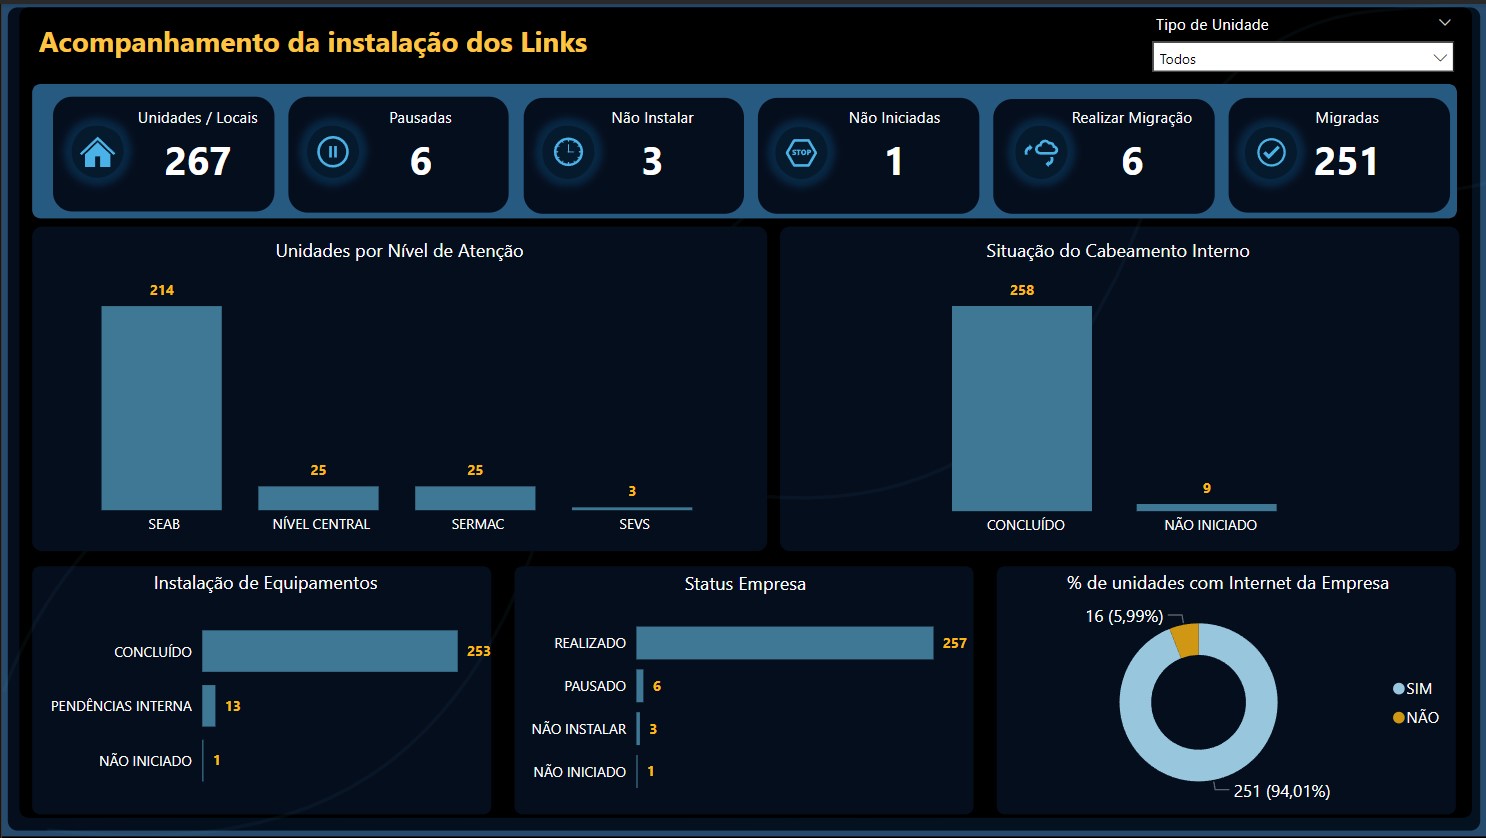 Acompanhamento da instalação dos Links
Tipo de Unidade
Todos
Unidades / Locais
267
Pausadas
6
Não Instalar
3
STOP
Não Iniciadas
1
Realizar Migração
6
Migradas
251
Unidades por Nível de Atenção
214
25
25
3
SEAB
NÍVEL CENTRAL
SERMAC
SEVS
Situação do Cabeamento Interno
258
9
CONCLUÍDO
NÃO INICIADO
Instalação de Equipamentos
CONCLUÍDO
253
PENDÊNCIAS INTERNA
13
NÃO INICIADO
1
Status Empresa
REALIZADO
257
PAUSADO
6
NÃO INSTALAR
3
NÃO INICIADO
1
% de unidades com Internet da Empresa
16 (5,99%)
SIM
NÃO
251 (94,01%)